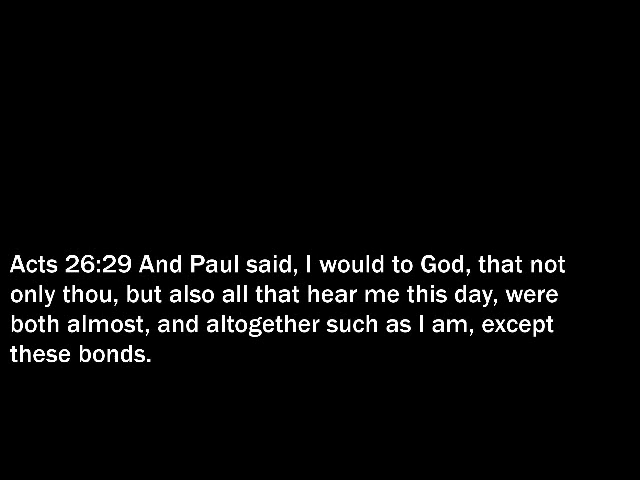 Acts 26:29 And Paul said, I would to God, that not
only thou, but also all that hear me this day, were
both almost, and altogether such as I am, except
these bonds.